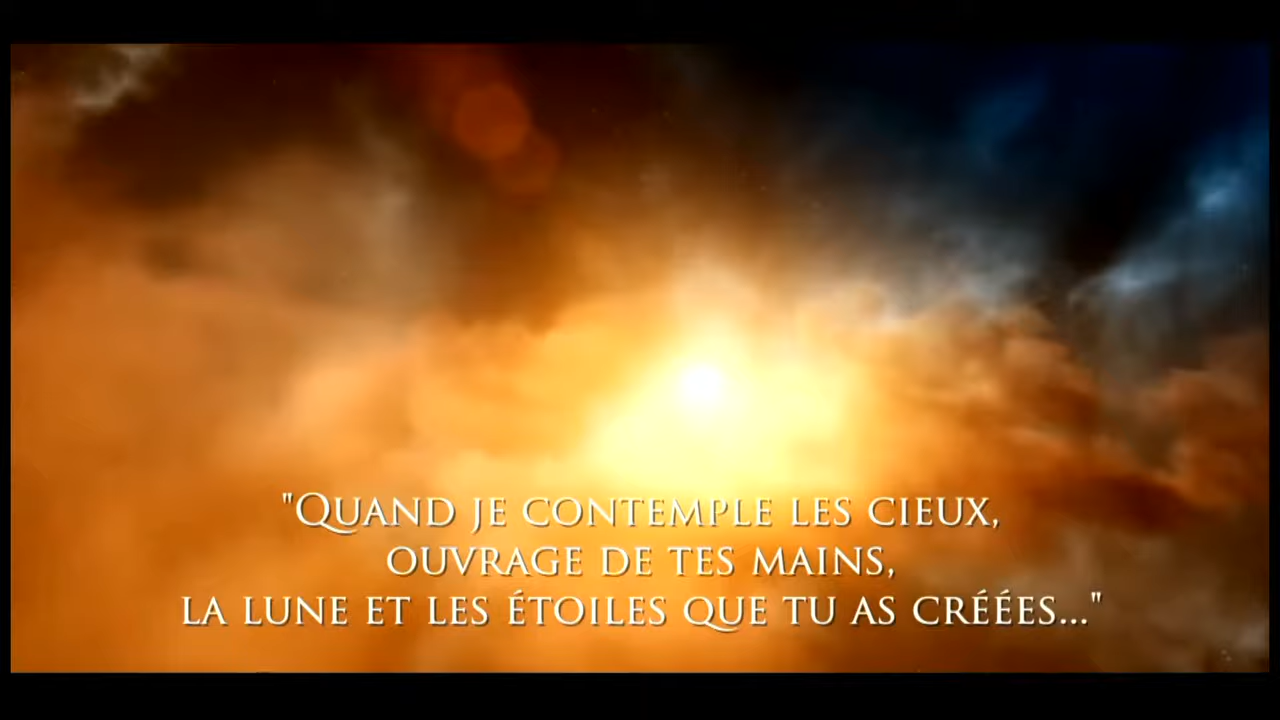 "Quand je contemple les cieux,
ouvrage de tes mains,
la lune et les étoiles que tu as créées..."